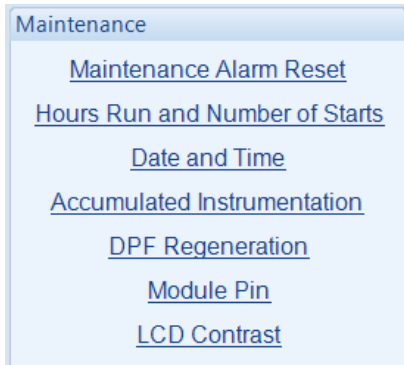 Maintenance
Maintenance Alarm Reset
Hours Run and Number of Starts
Date and Time
Accumulated Instrumentation
DPF Regeneration
Module Pin
LCD Contrast